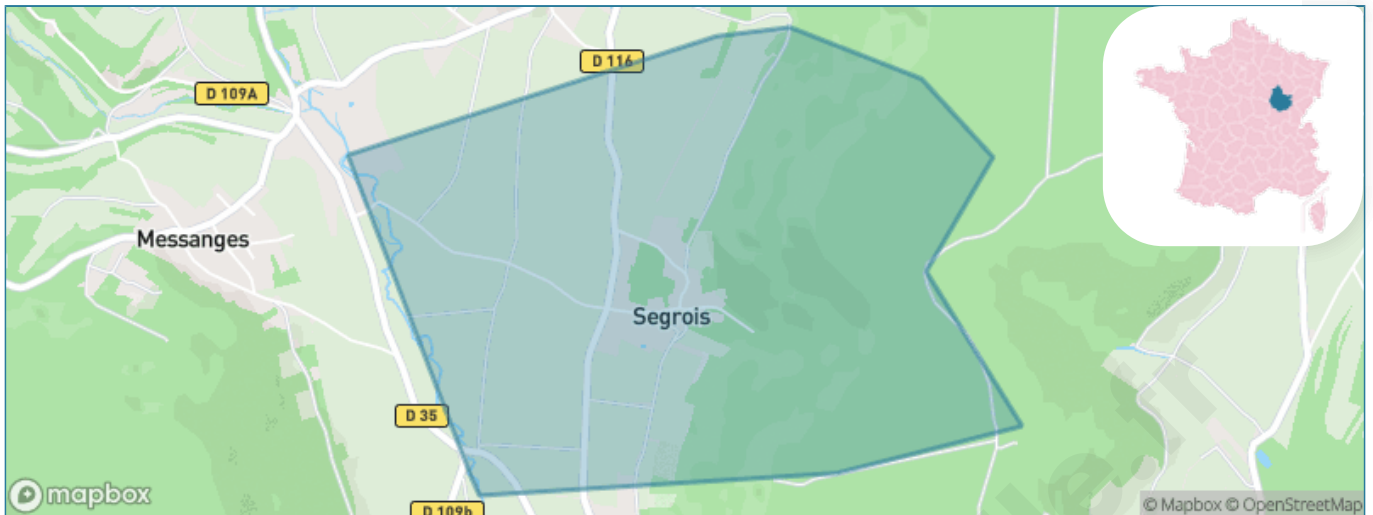 D 116
D 109A
Messanges
Segrois
D 35
mapbox
© Mapbox © OpenStreetMap
D 109b